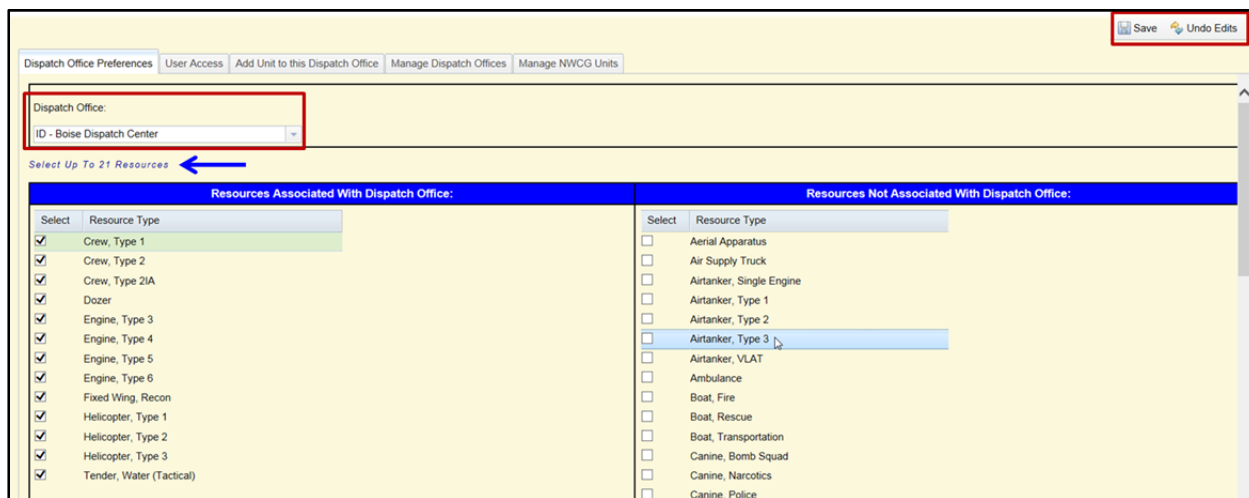 Save Undo Edits
Dispatch Office Preferences User Access Add Unit to this Dispatch Office Manage Dispatch Offices Manage NWCG Units
Dispatch Office:
ID - Boise Dispatch Center
Select Up To 21 Resources
Resources Associated With Dispatch Office:
Select Resource Type
Crew, Type 1
Crew, Type 2
Crew, Type 2IA
Dozer
Engine, Type 3
Engine, Type 4
Engine, Type 5
Engine, Type 6
Fixed Wing, Recon
Helicopter, Type 1
Helicopter, Type 2
Helicopter, Type 3
Tender, Water (Tactical)
Resources Not Associated With Dispatch Office:
Select Resource Type
Aerial Apparatus
Air Supply Truck
Airtanker, Single Engine
Airtanker, Type 1
Airtanker, Type 2
Airtanker, Type 3
Airtanker, VLAT
Ambulance
Boat, Fire
Boat, Rescue
Boat, Transportation
Canine, Bomb Squad
Canine, Narcotics
Canine, Police